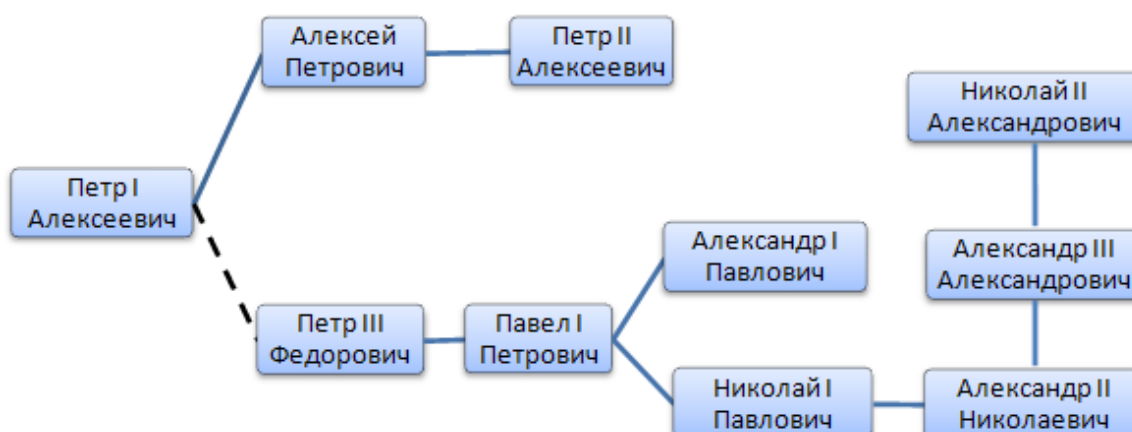 Алексей
Петрович
Петр II
Алексеевич
Николай II
Александрович
Петр I
Алексеевич
Александр I
Павлович
Александр III
Александрович
Петр III
Федорович
Павел I
Петрович
Николай I
Павлович
Александр II
Николаевич